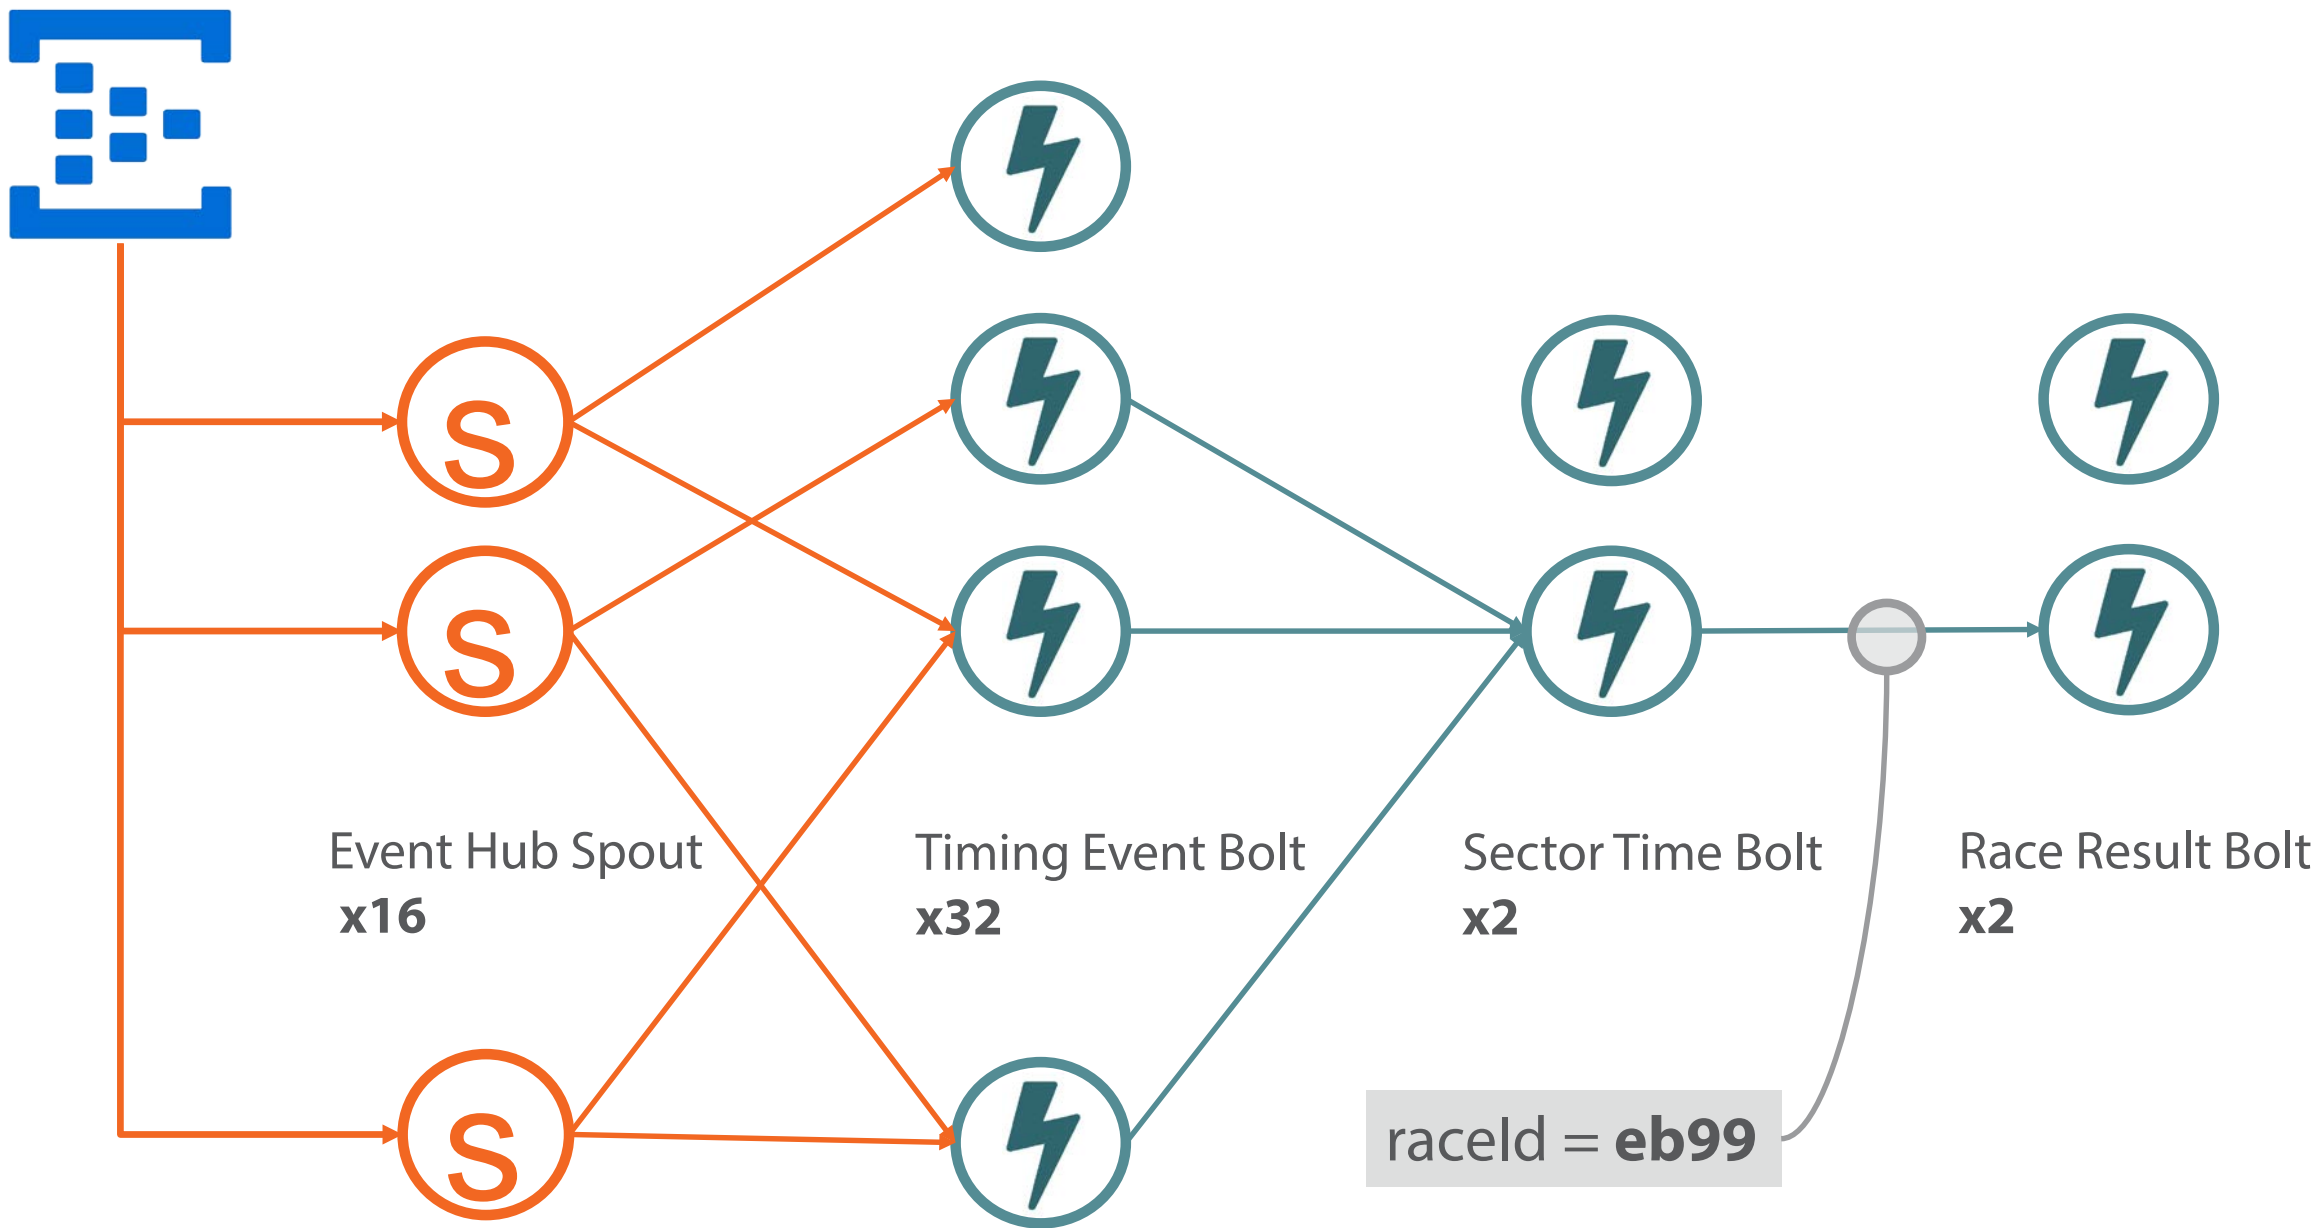 S
S
Event Hub Spout
x16
Timing Event Bolt
x32
Sector Time Bolt
x2
Race Result Bolt
x2
S
raceId = eb99